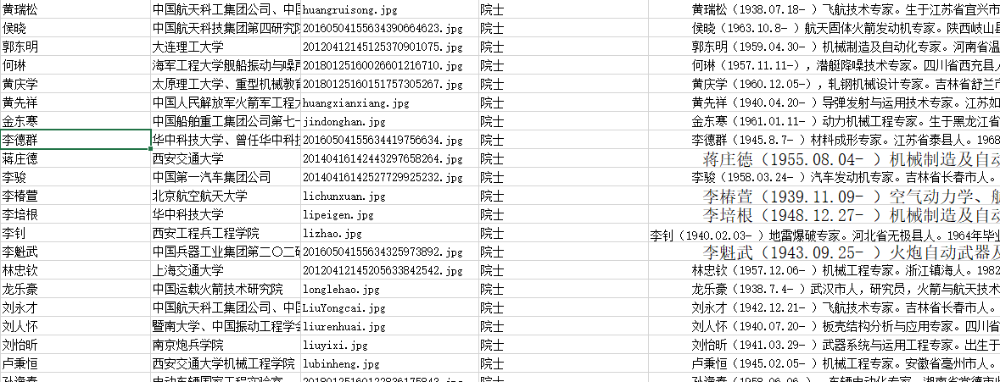 黄瑞松 中国航天科工集团公司、中国 huangruisong.jpg 院士 黄瑞松（1938.07.18- ）飞航技术专家。生于江苏省宜兴市
侯晓 中国航天科技集团第四研究院 20160504155634390664623.jpg 院士 侯晓（1963.10.8- ）航天固体火箭发动机专家。陕西岐山县
郭东明 大连理工大学 20120412145125370901075.jpg 院士 郭东明（1959.04.30- ）机械制造及自动化专家。河南省温
何琳 海军工程大学舰船振动与噪声 20180125160026601216710.jpg 院士 何琳（1957.11.11-），潜艇降噪技术专家。四川省西充县人
黄庆学 太原理工大学、重型机械教育 20180125160151757305267.jpg 院士 黄庆学（1960.12.05-），轧钢机械设计专家。吉林省舒兰市
黄先祥 中国人民解放军火箭军工程大 huangxianxiang.jpg 院士 黄先祥（1940.04.20- ）导弹发射与运用技术专家。江苏如
金东寒 中国船舶重工集团公司第七一 jindonghan.jpg 院士 金东寒（1961.01.11- ）动力机械工程专家。生于黑龙江省
李德群 华中科技大学、曾任华中科技 20160504155634419756634.jpg 院士 李德群（1945.8.7- ）材料成形专家。江苏省泰县人。1968
蒋庄德 西安交通大学 20140416142443297658264.jpg 院士 蒋庄德（1955.08.04- ）机械制造及自动
李骏 中国第一汽车集团公司 20140416142527729925232.jpg 院士 李骏（1958.03.24- ）汽车发动机专家。吉林省长春市人。
李椿萱 北京航空航天大学 lichunxuan.jpg 院士 李椿萱（1939.11.09- ）空气动力学、航
李培根 华中科技大学 lipeigen.jpg 院士 李培根（1948.12.27- ）机械制造及自动
李钊 西安工程兵工程学院 lizhao.jpg 院士 李钊（1940.02.03- ）地雷爆破专家。河北省无极县人。1964年毕业
李魁武 中国兵器工业集团第二〇二研 20160504155634325973892.jpg 院士 李魁武（1943.09.25- ）火炮自动武器及
林忠钦 上海交通大学 20120412145205633842542.jpg 院士 林忠钦（1957.12.06- ）机械工程专家。浙江镇海人。1982
龙乐豪 中国运载火箭技术研究院 longlehao.jpg 院士 龙乐豪（1938.7.4- ）武汉市人，研究员，火箭与航天技术
刘永才 中国航天科工集团公司、中国 LiuYongcai.jpg 院士 刘永才（1942.12.21- ）飞航技术专家。吉林省长春市人。
刘人怀 暨南大学、中国振动工程学会 liurenhuai.jpg 院士 刘人怀（1940.07.20- ）板壳结构分析与应用专家。四川省
刘怡昕 南京炮兵学院 liuyixi.jpg 院士 刘怡昕（1941.03.29- ）武器系统与运用工程专家。出生于
卢秉恒 西安交通大学机械工程学院 lubinheng.jpg 院士 卢秉恒（1945.02.05- ）机械工程专家。安徽省亳州市人。
孙逢春 电动车辆国家工程实验室 20180125160122836175843.jpg 院士